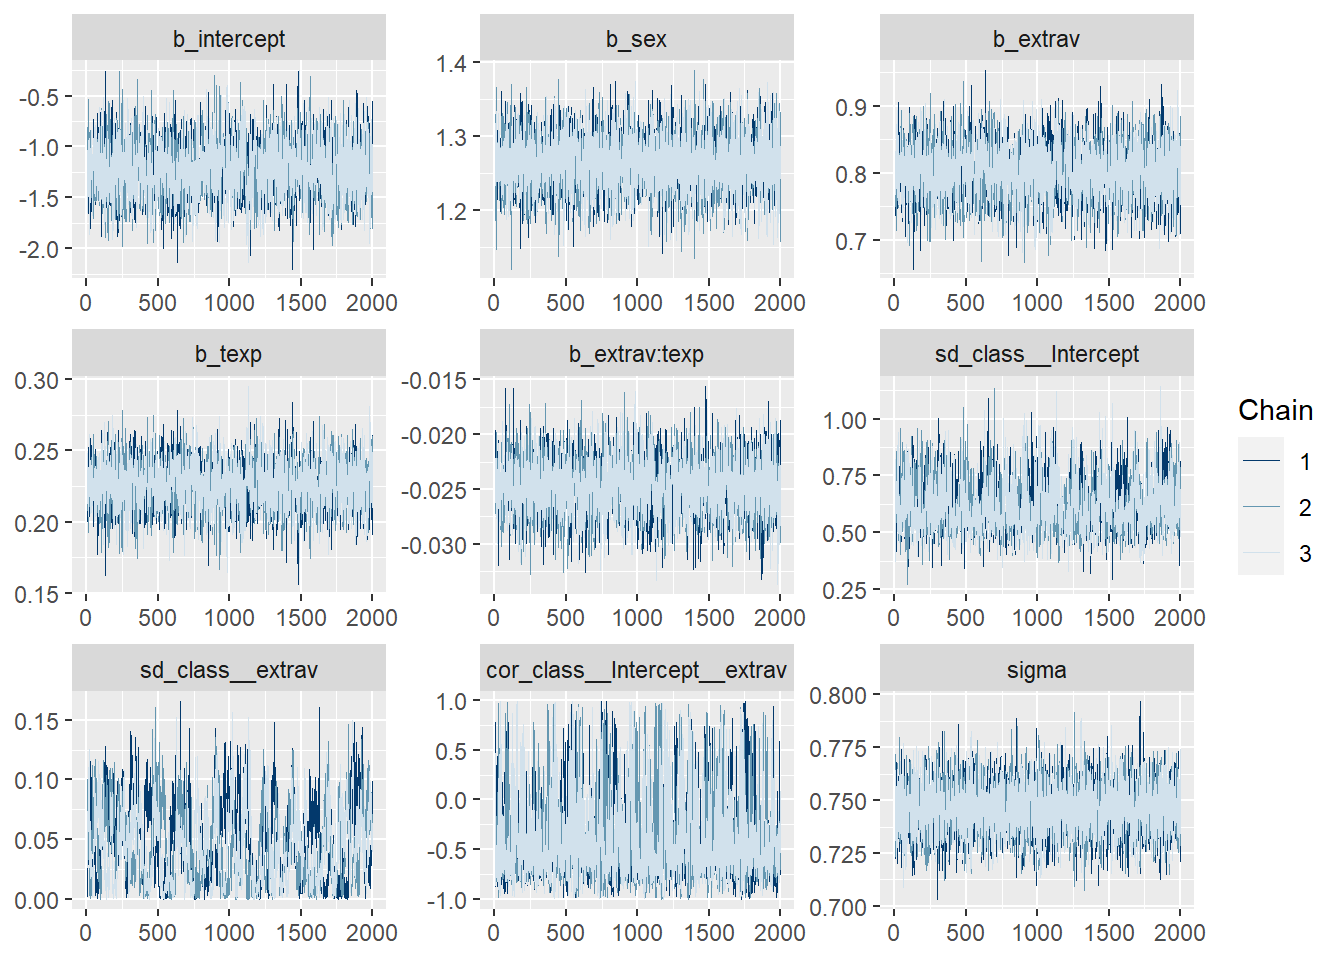 b_intercept b_sex b_extrav
-0.5 -1.0 -1.5 -2.0
1.4 1.3 1.2
0.9 0.8 0.7
0 500 1000 1500 2000 0 500 1000 1500 2000 0 500 1000 1500 2000
b_texp b_extrav:texp sd_class__Intercept
0.30 0.25 0.20 0.15
-0.015 -0.020 -0.025 -0.030
1.00 0.75 0.50 0.25
0 500 1000 1500 2000 0 500 1000 1500 2000 0 500 1000 1500 2000
sd_class__extrav cor_class__Intercept__extrav sigma
0.15 0.10 0.05 0.00
1.0 0.5 0.0 -0.5 -1.0
0.800 0.775 0.750 0.725 0.700
0 500 1000 1500 2000 0 500 1000 1500 2000 0 500 1000 1500 2000
Chain
1
2
3